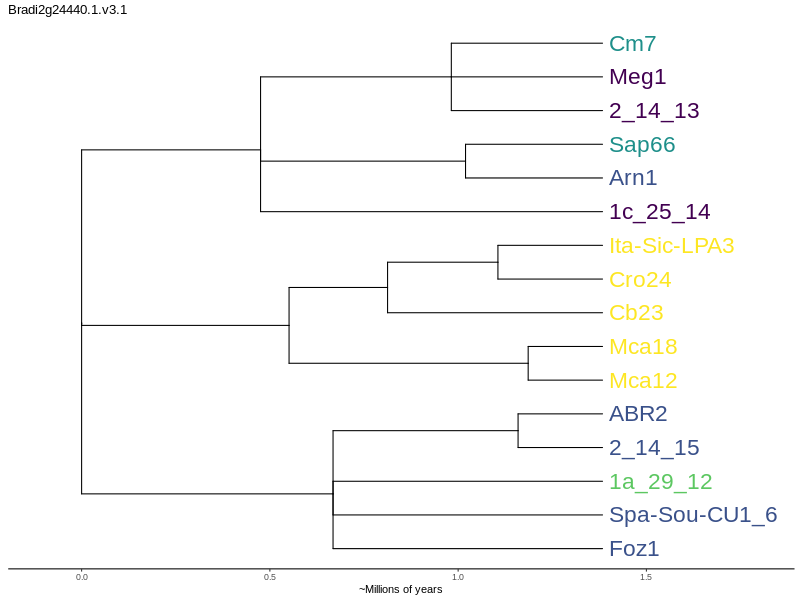 Bradi2g24440.1.v3.1
Cm7
Meg1
2_14_13
Sap66
Arn1
1c_25_14
Ita-Sic-LPA3
Cro24
Cb23
Mca18
Mca12
ABR2
2_14_15
1a_29_12
Spa-Sou-CU1_6
Foz1
0.0 0.5 1.0 1.5
~Millions of years